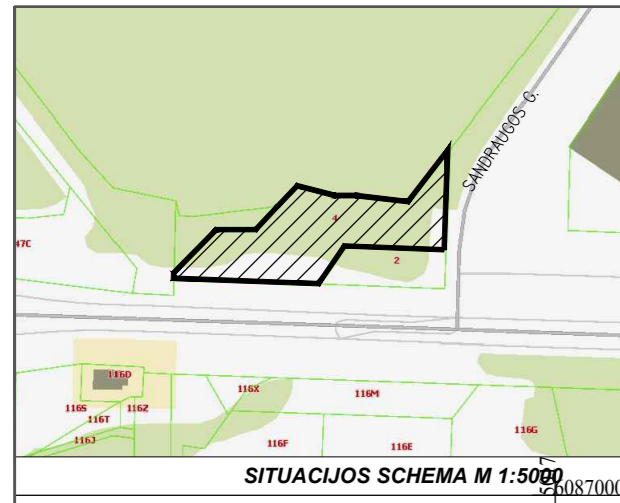 SANDRAUGOS G.
4
47C
2
116D
116X
116M
116S
116Z
116T
116G
116J
116F
116E
SITUACIJOS SCHEMA M 1:5000
6087000